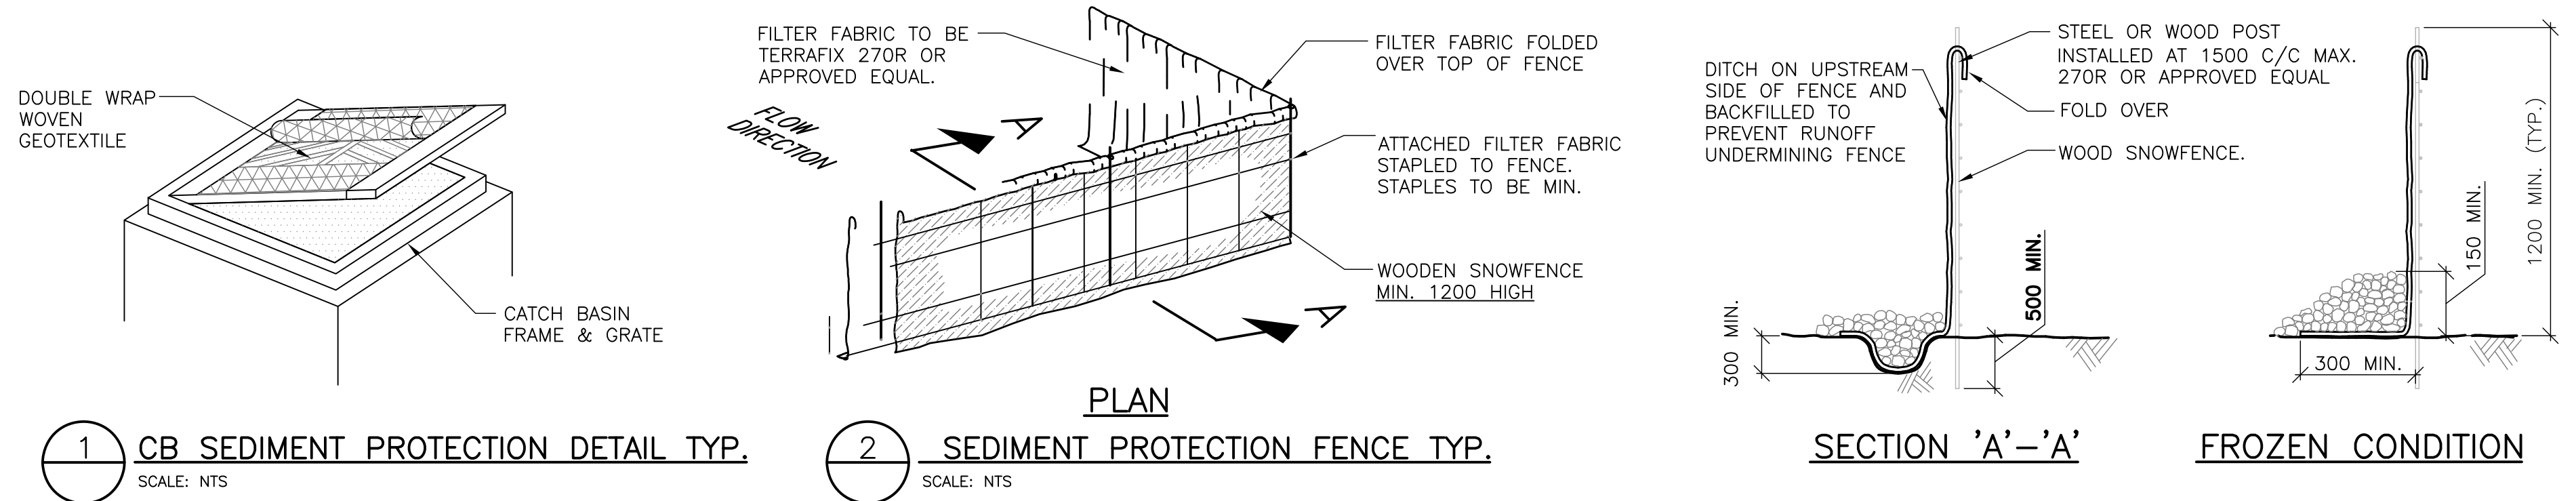 DOUBLE WRAP
WOVEN
GEOTEXTILE
CATCH BASIN
FRAME & GRATE
1
CB SEDIMENT PROTECTION DETAIL TYP.
SCALE: NTS
FILTER FABRIC TO BE
TERRAFIX 270R OR
APPROVED EQUAL.
FLOW
DIRECTION
A
FILTER FABRIC FOLDED
OVER TOP OF FENCE
ATTACHED FILTER FABRIC
STAPLED TO FENCE.
STAPLES TO BE MIN.
WOODEN SNOWFENCE
MIN. 1200 HIGH
A
PLAN
2
SEDIMENT PROTECTION FENCE TYP.
SCALE: NTS
DITCH ON UPSTREAM
SIDE OF FENCE AND
BACKFILLED TO
PREVENT RUNOFF
UNDERMINING FENCE
STEEL OR WOOD POST
INSTALLED AT 1500 C/C MAX.
270R OR APPROVED EQUAL
FOLD OVER
WOOD SNOWFENCE.
300 MIN.
500 MIN.
SECTION 'A'-'A'
300 MIN.
150 MIN.
1200 MIN. (TYP.)
FROZEN CONDITION